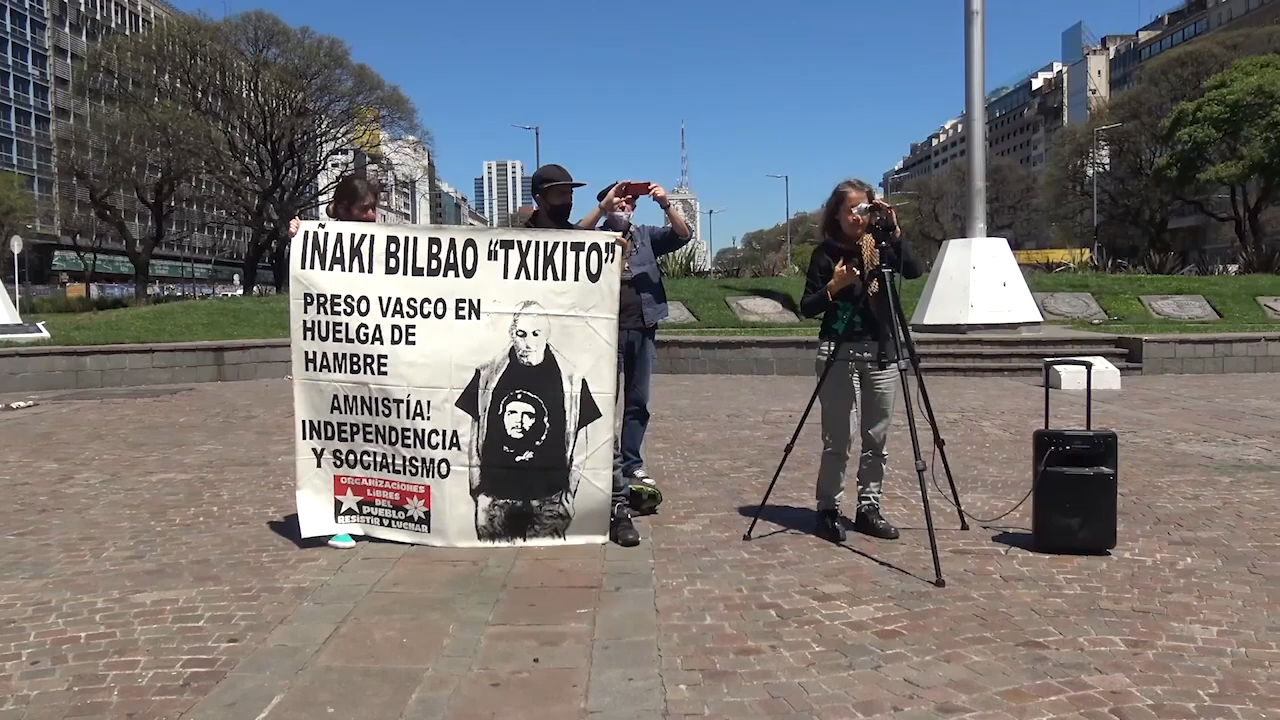 IÑAKI BILBAO “TXIKITO”
PRESO VASCO EN
HUELGA DE
HAMBRE
AMNISTÍA!
INDEPENDENCIA
Y SOCIALISMO
ORGANIZACIONES
LIBRES
DEL
PUEBLO
RESISTIR Y LUCHAR